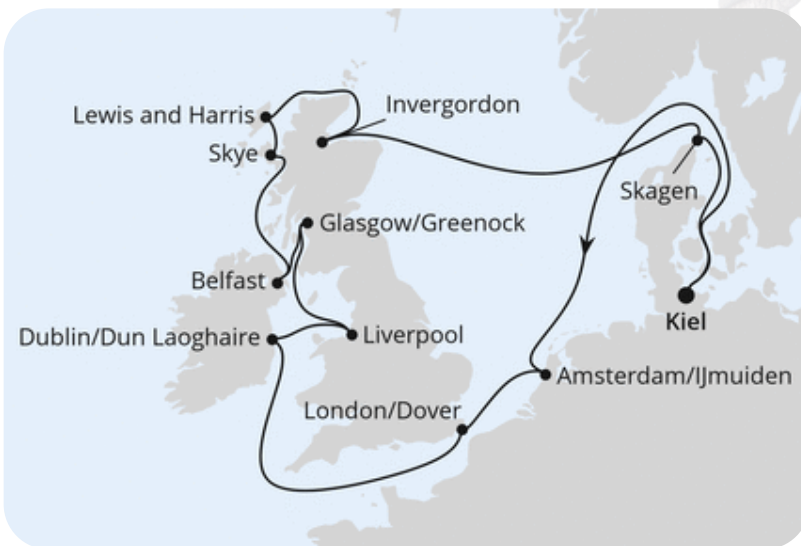 Invergordon
Lewis and Harris
Skye
Skagen
Glasgow/Greenock
Belfast
Kiel
Dublin/Dun Laoghaire
Liverpool
Amsterdam/IJmuiden
London/Dover